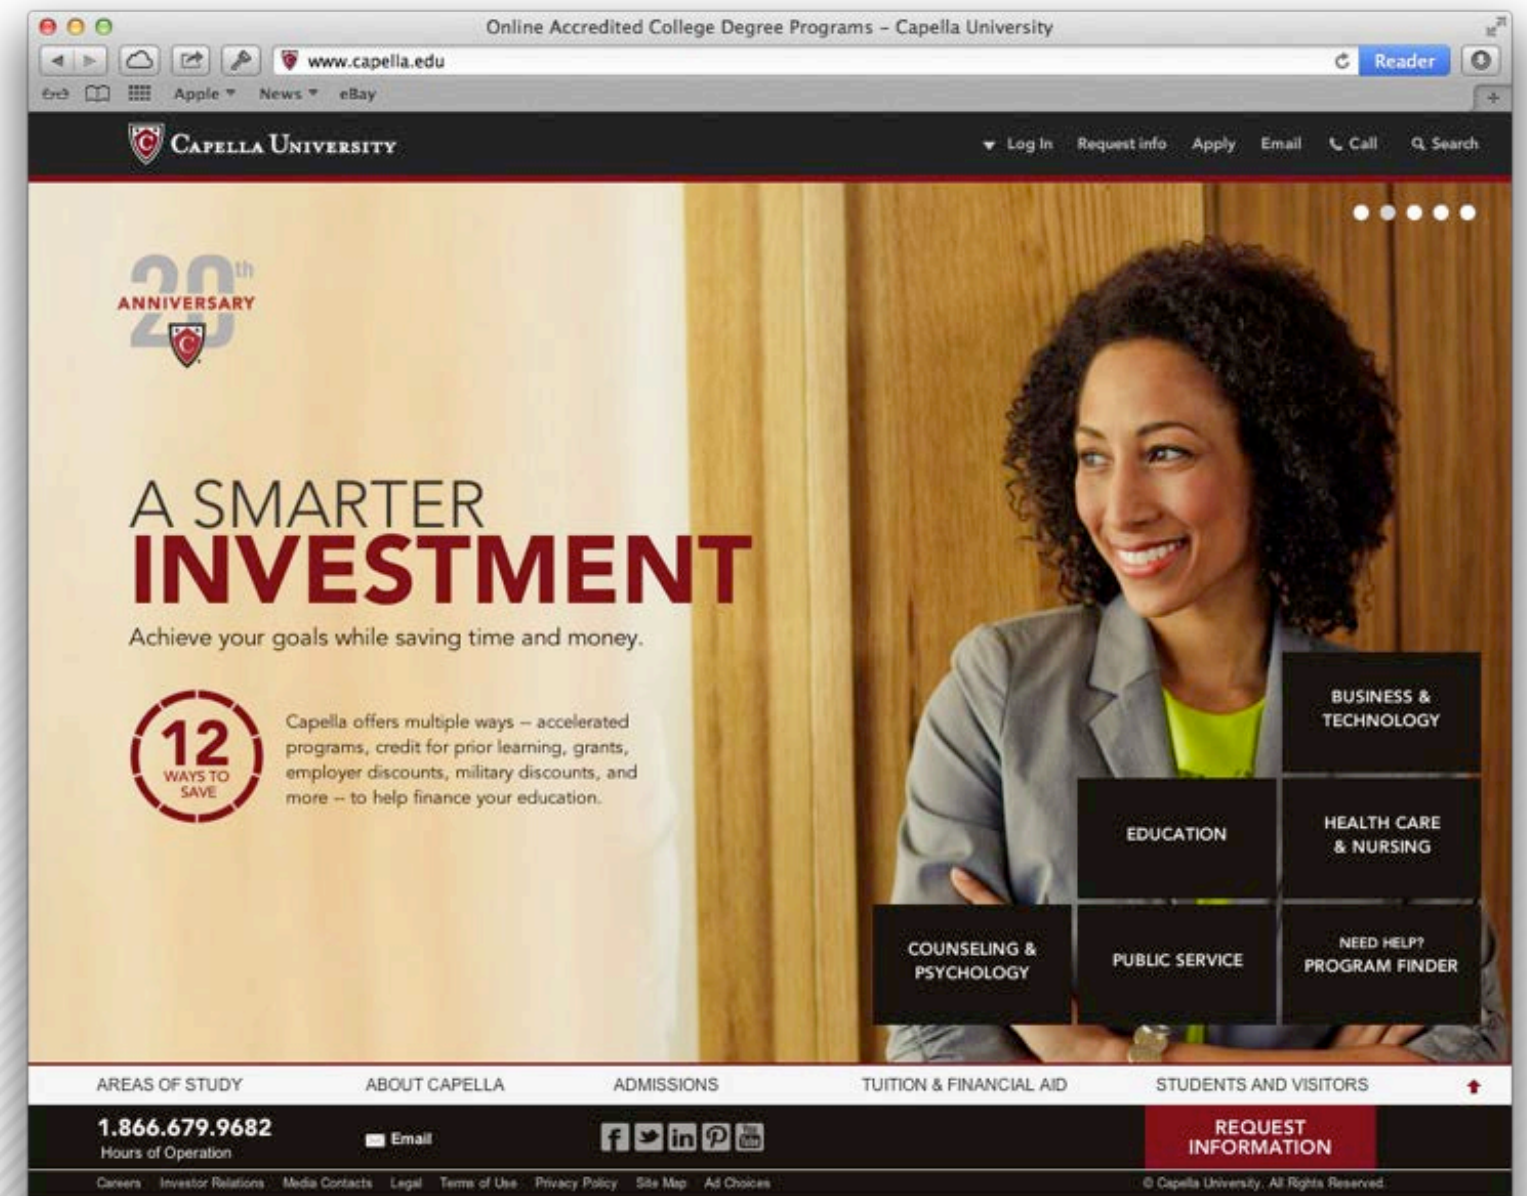 Online Accredited College Degree Programs – Capella University
www.capella.edu
Reader
Apple News eBay
CAPELLA UNIVERSITY
Log In Request info Apply Email Call Search
20th
ANNIVERSARY
A SMARTER
INVESTMENT
Achieve your goals while saving time and money.
12
WAYS TO
SAVE
Capella offers multiple ways – accelerated
programs, credit for prior learning, grants,
employer discounts, military discounts, and
more – to help finance your education.
BUSINESS &
TECHNOLOGY
EDUCATION
HEALTH CARE
& NURSING
COUNSELING &
PSYCHOLOGY
PUBLIC SERVICE
NEED HELP?
PROGRAM FINDER
AREAS OF STUDY ABOUT CAPELLA ADMISSIONS TUITION & FINANCIAL AID STUDENTS AND VISITORS
1.866.679.9682
Hours of Operation
Email
REQUEST
INFORMATION
Careers Investor Relations Media Contacts Legal Terms of Use Privacy Policy Site Map Ad Choices
© Capella University. All Rights Reserved.